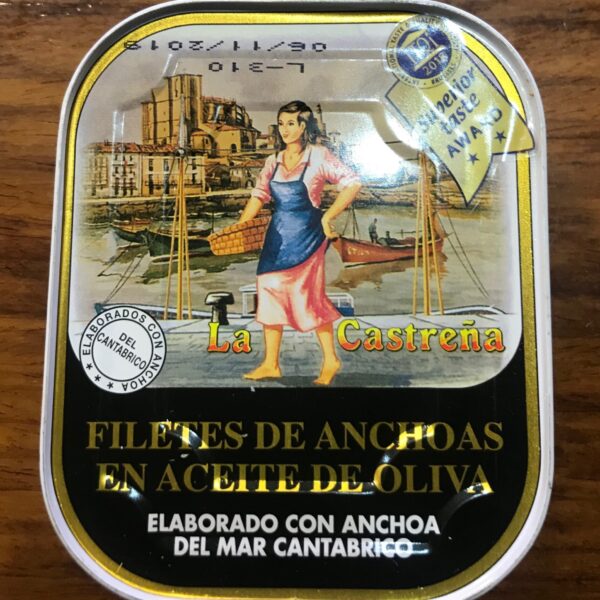 06/11/2019
L-310
2018
Superior
taste
AWARD
ELABORADOS CON ANCHOA
DEL
CANTABRICO
La Castreña
FILETES DE ANCHOAS
EN ACEITE DE OLIVA
ELABORADO CON ANCHOA
DEL MAR CANTABRICO